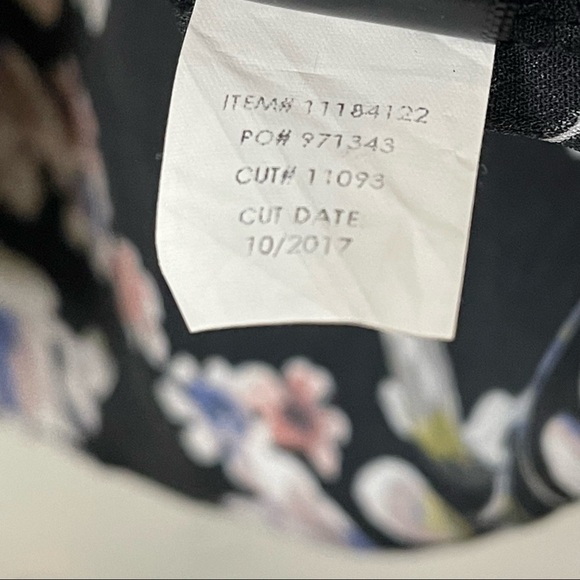 ITEM# 11184122
PO# 971343
CUT# 11093
CUT DATE
10/2017